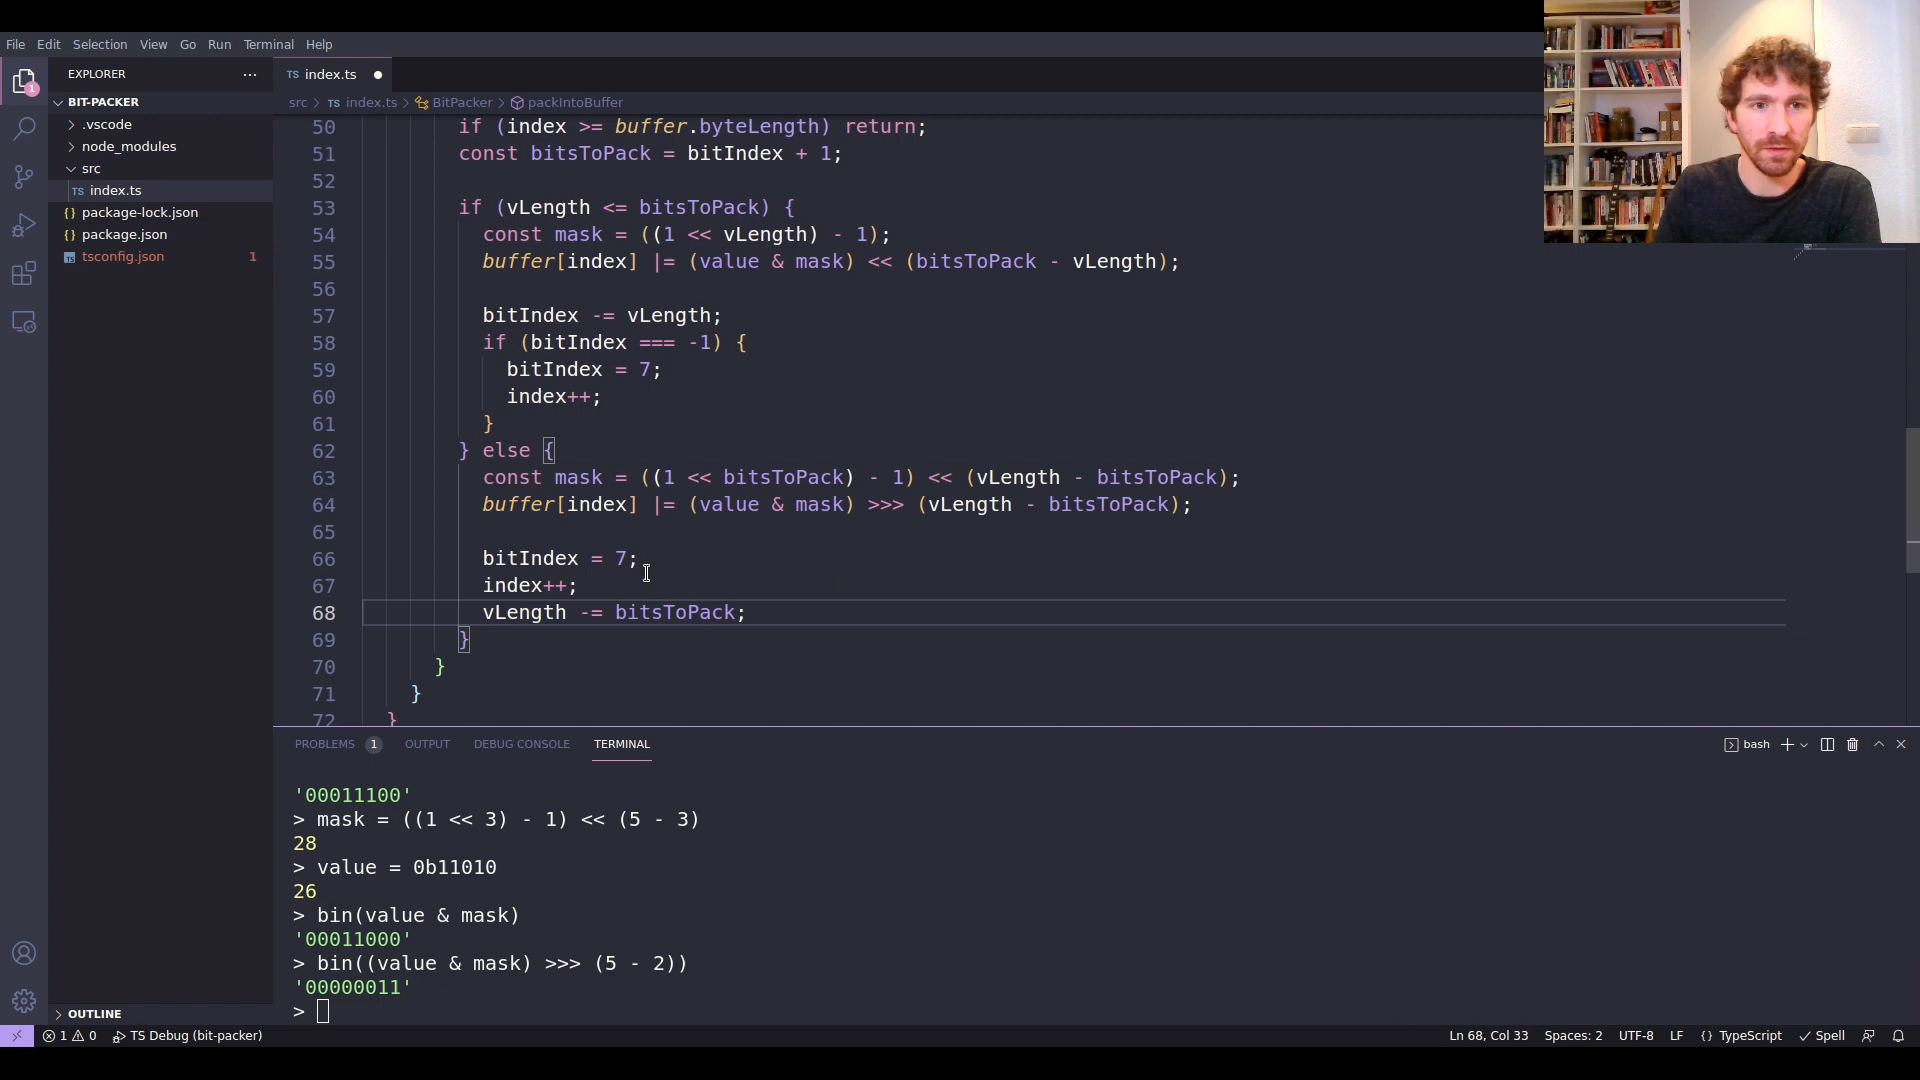 File Edit Selection View Go Run Terminal Help
EXPLORER ...
TS index.ts
BIT-PACKER
src > TS index.ts > BitPacker > packIntoBuffer
> .vscode
> node_modules
src
TS index.ts
{} package-lock.json
{} package.json
tsconfig.json 1
1
50 if (index >= buffer.byteLength) return;
51 const bitsToPack = bitIndex + 1;
52
53 if (vLength <= bitsToPack) {
54 const mask = ((1 << vLength) - 1);
55 buffer[index] |= (value & mask) << (bitsToPack - vLength);
56
57 bitIndex -= vLength;
58 if (bitIndex === -1) {
59 bitIndex = 7;
60 index++;
61 }
62 } else {
63 const mask = ((1 << bitsToPack) - 1) << (vLength - bitsToPack);
64 buffer[index] |= (value & mask) >>> (vLength - bitsToPack);
65
66 bitIndex = 7;
67 index++;
68 vLength -= bitsToPack;
69 }
70 }
71 }
72 }
PROBLEMS 1 OUTPUT DEBUG CONSOLE TERMINAL
bash
'00011100'
> mask = ((1 << 3) - 1) << (5 - 3)
28
> value = 0b11010
26
> bin(value & mask)
'00011000'
> bin((value & mask) >>> (5 - 2))
'00000011'
>
> OUTLINE
1 0 TS Debug (bit-packer)
Ln 68, Col 33 Spaces: 2 UTF-8 LF {} TypeScript Spell